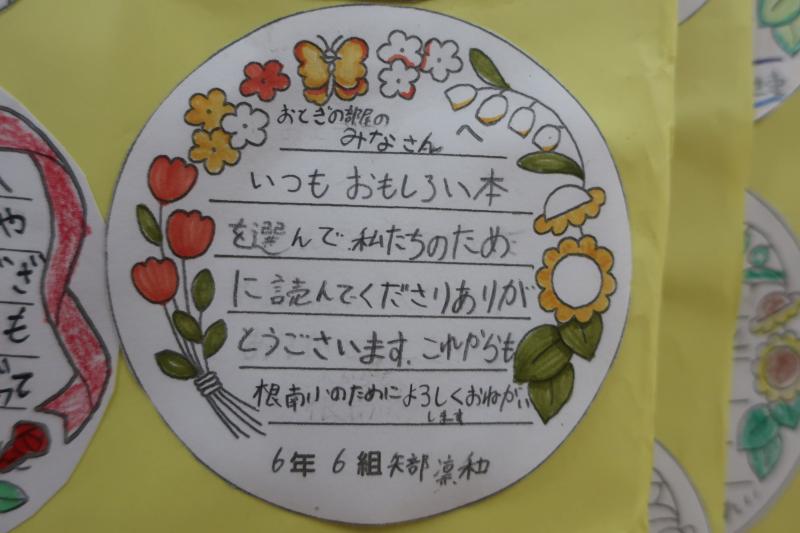 おとぎの部屋の
みなさん へ
いつも おもしろい本
を選んで 私たちのため
に読んでくださりありが
とうございます. これからも
根南小のためによろしくおねがい
します
6年 6 組 矢部 凛和
や
ざ
も
て